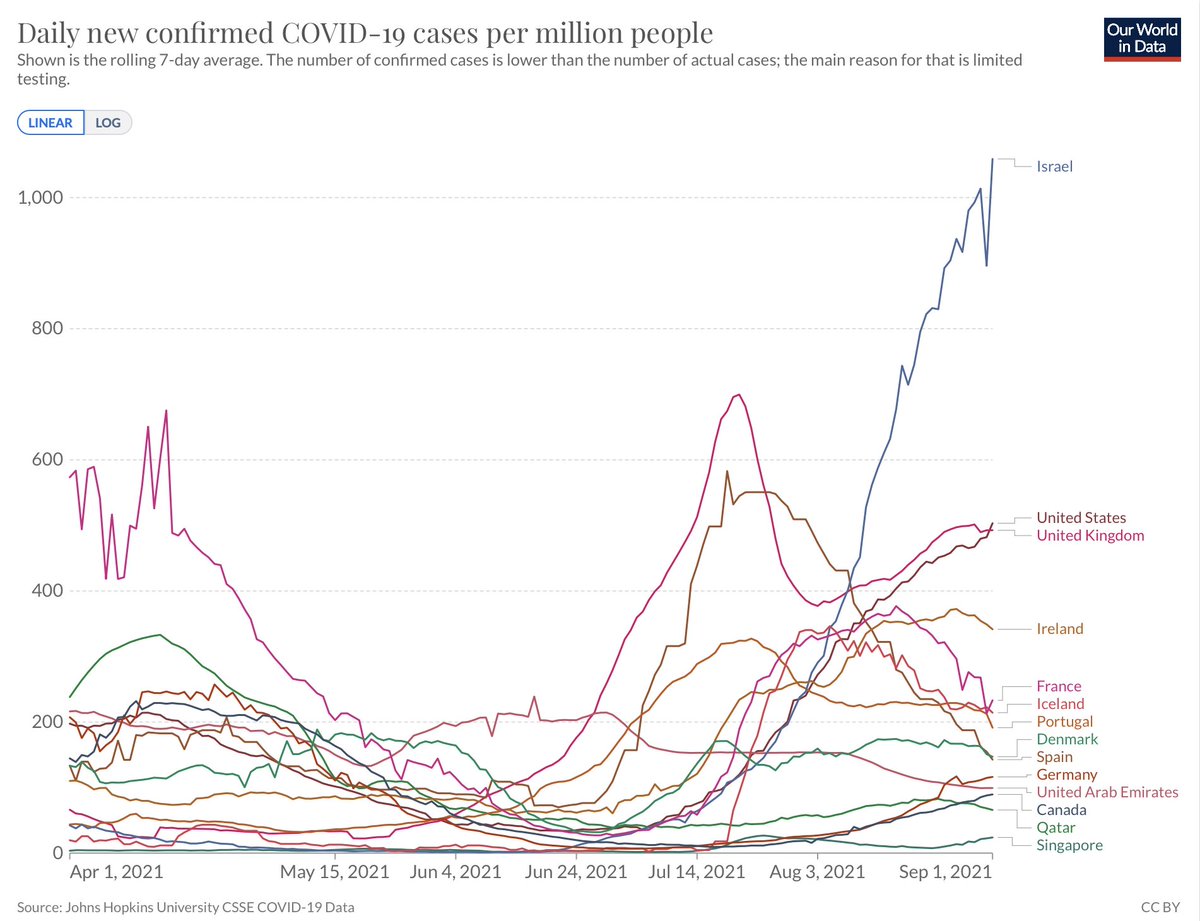 Daily new confirmed COVID-19 cases per million people
Our World
in Data
Shown is the rolling 7-day average. The number of confirmed cases is lower than the number of actual cases; the main reason for that is limited
testing.
LINEAR
LOG
1,000
800
600
400
200
0
Israel
United States
United Kingdom
Ireland
France
Iceland
Portugal
Denmark
Spain
Germany
United Arab Emirates
Canada
Qatar
Singapore
Apr 1, 2021
May 15, 2021
Jun 4, 2021
Jun 24, 2021
Jul 14, 2021
Aug 3, 2021
Sep 1, 2021
Source: Johns Hopkins University CSSE COVID-19 Data
CC BY